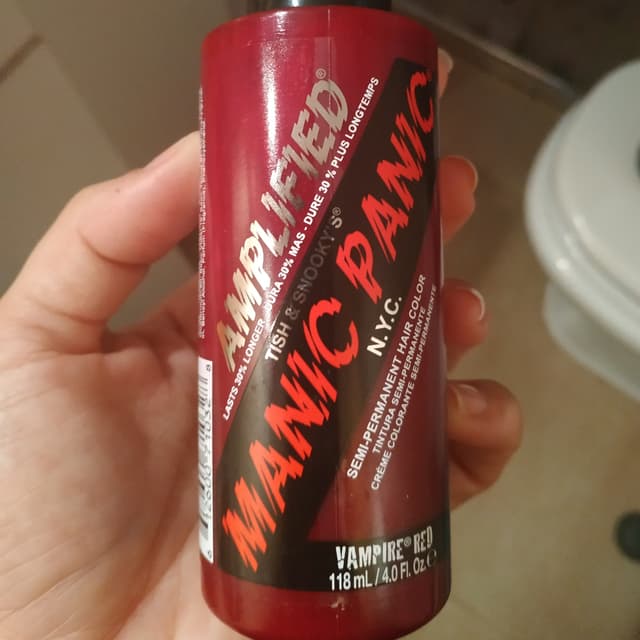 AMPLIFIED®
LASTS 30% LONGER - DURA 30% MAS - DURE 30 % PLUS LONGTEMPS
TISH & SNOOKY'S®
MANIC PANIC
N.Y.C.
SEMI-PERMANENT HAIR COLOR
TINTURA SEMI-PERMANENTE
CRÈME COLORANTE SEMI-PERMANENTE
VAMPIRE® RED
118 mL / 4.0 Fl. Oz. ℮